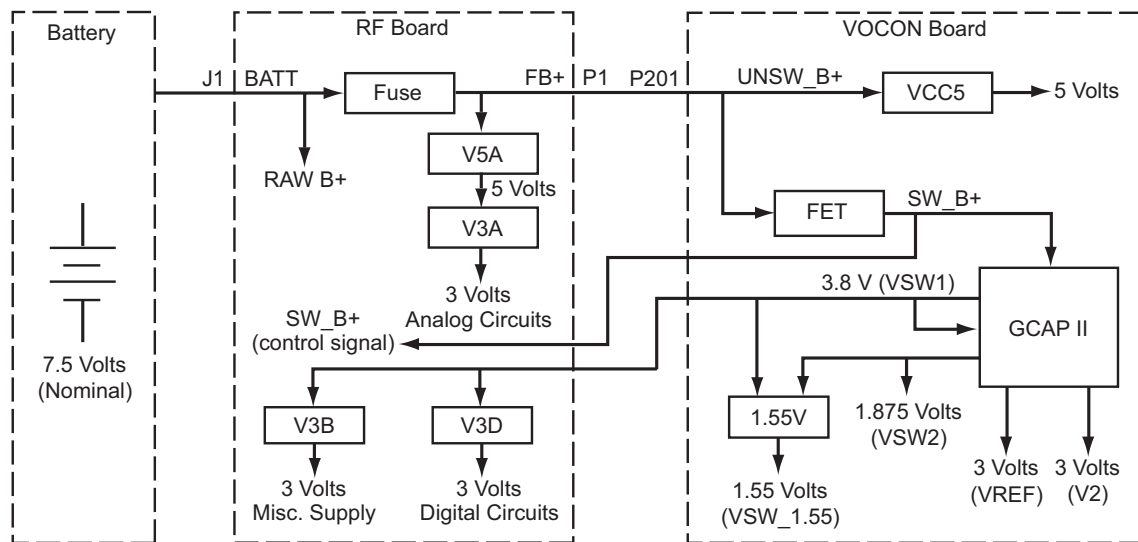 Battery
RF Board
VOCON Board
J1
BATT
Fuse
FB+
P1
P201
UNSW_B+
VCC5
5 Volts
RAW B+
V5A
5 Volts
V3A
3 Volts
Analog Circuits
FET
SW_B+
3.8 V (VSW1)
GCAP II
SW_B+
(control signal)
7.5 Volts
(Nominal)
V3B
V3D
1.55V
1.875 Volts
(VSW2)
3 Volts
Misc. Supply
3 Volts
Digital Circuits
1.55 Volts
(VSW_1.55)
3 Volts
(VREF)
3 Volts
(V2)